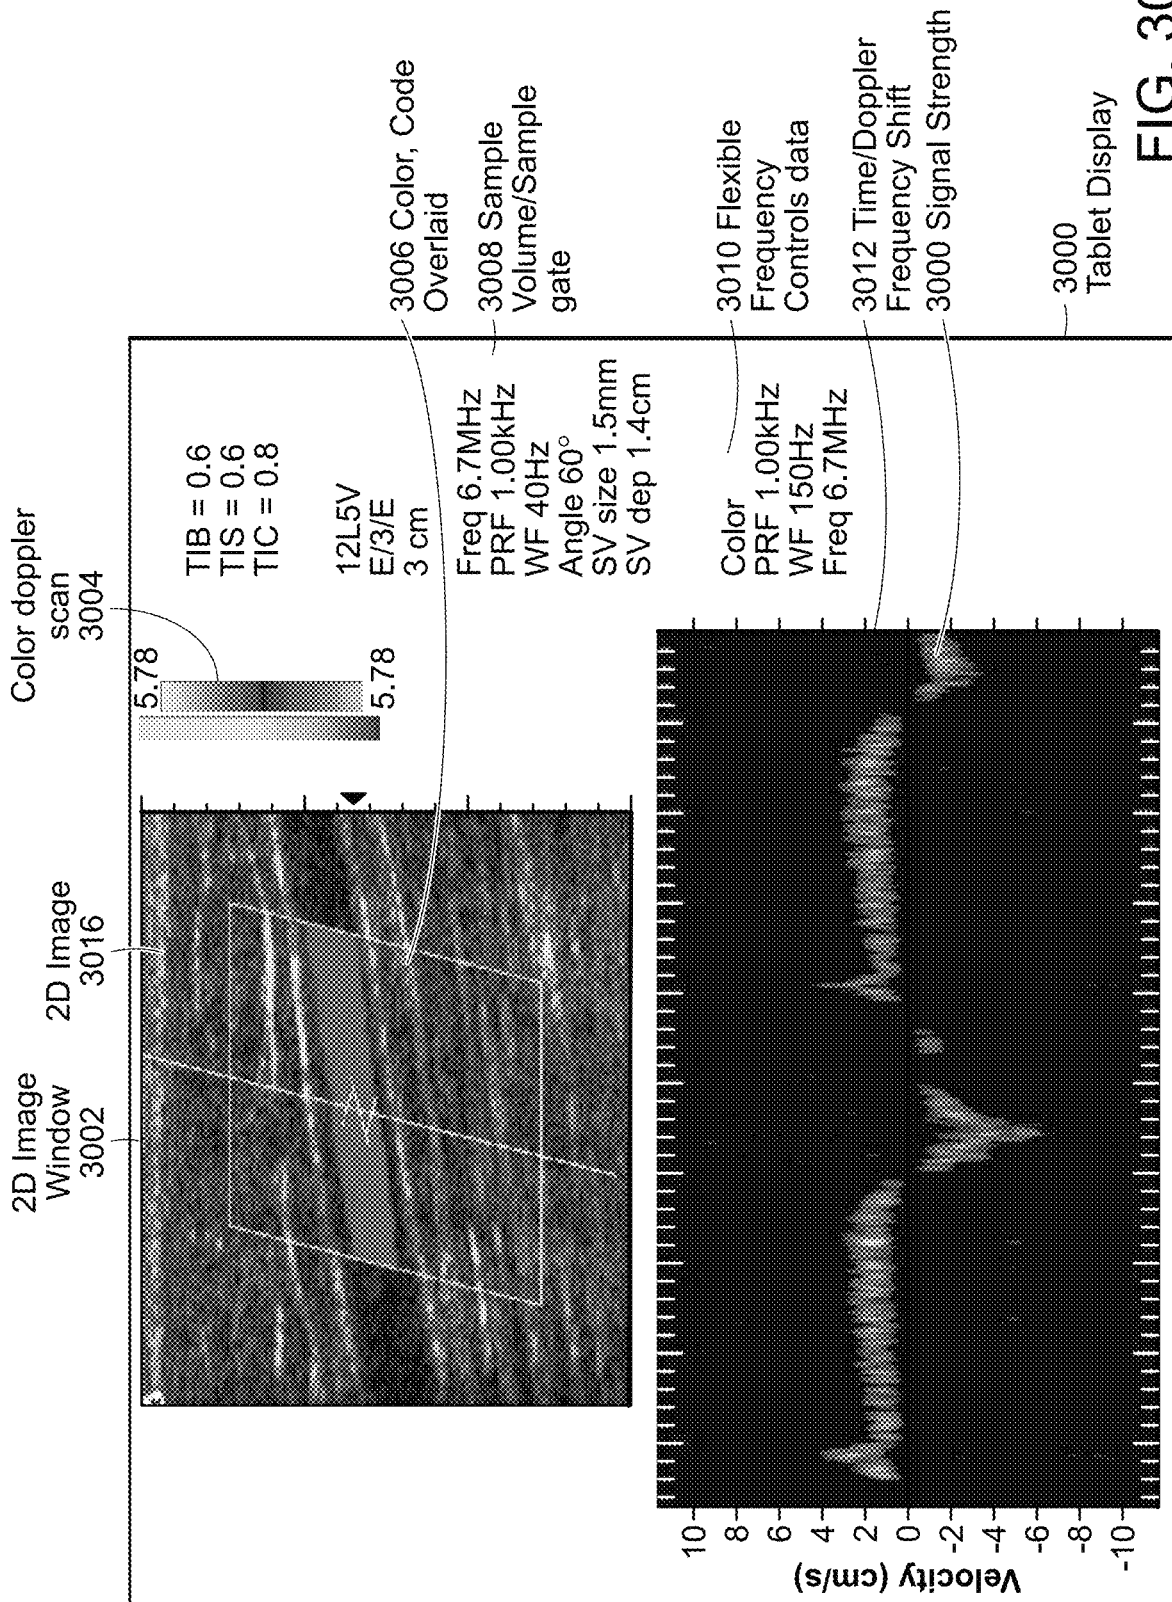 2D Image
Window
3002
2D Image
3016
Color doppler
scan
3004
5.78
5.78
TIB = 0.6
TIS = 0.6
TIC = 0.8
12L5V
E/3/E
3 cm
Freq 6.7MHz
PRF 1.00kHz
WF 40Hz
Angle 60°
SV size 1.5mm
SV dep 1.4cm
Color
PRF 1.00kHz
WF 150Hz
Freq 6.7MHz
3006 Color, Code
Overlaid
3008 Sample
Volume/Sample
gate
3010 Flexible
Frequency
Controls data
3012 Time/Doppler
Frequency Shift
3000 Signal Strength
3000
Tablet Display
Velocity (cm/s)
10
8
6
4
2
0
-2
-4
-6
-8
-10
FIG. 30